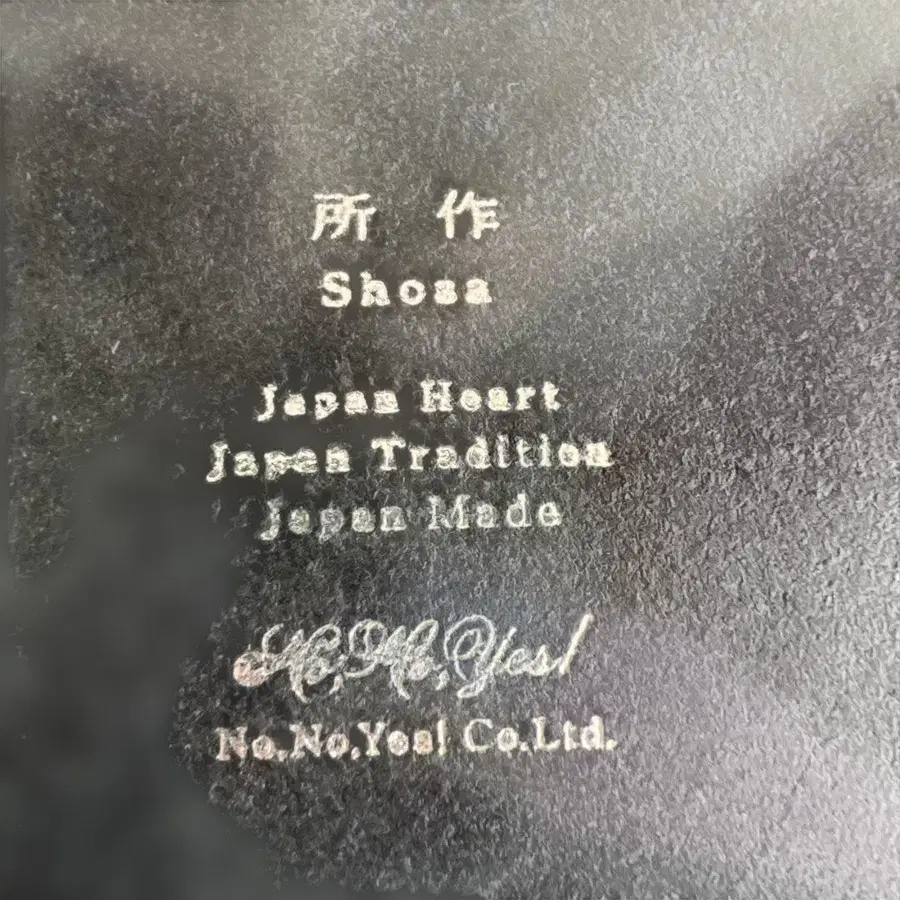 所作
Shosa
Japan Heart
Japan Tradition
Japan Made
No,No,Yes!
No.No.Yes! Co.Ltd.